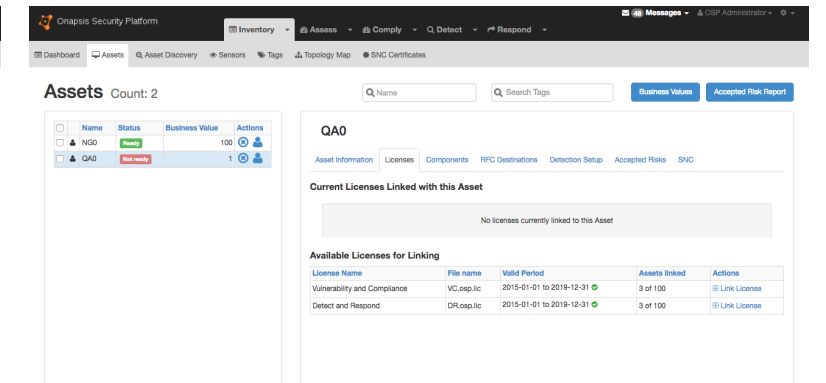 Onapsis Security Platform
46 Messages OSP Administrator
Inventory Assess Comply Detect Respond
Dashboard Assets Asset Discovery Sensors Tags Topology Map SNC Certificates
Assets Count: 2
Name
Search Tags
Business Values
Accepted Risk Report
Name Status Business Value Actions
NG0 Ready 100
QA0 Not ready 1
QA0
Asset Information Licenses Components RFC Destinations Detection Setup Accepted Risks SNC
Current Licenses Linked with this Asset
No licenses currently linked to this Asset
Available Licenses for Linking
License Name File name Valid Period Assets linked Actions
Vulnerability and Compliance VC.osp.lic 2015-01-01 to 2019-12-31 3 of 100 Link License
Detect and Respond DR.osp.lic 2015-01-01 to 2019-12-31 3 of 100 Link License